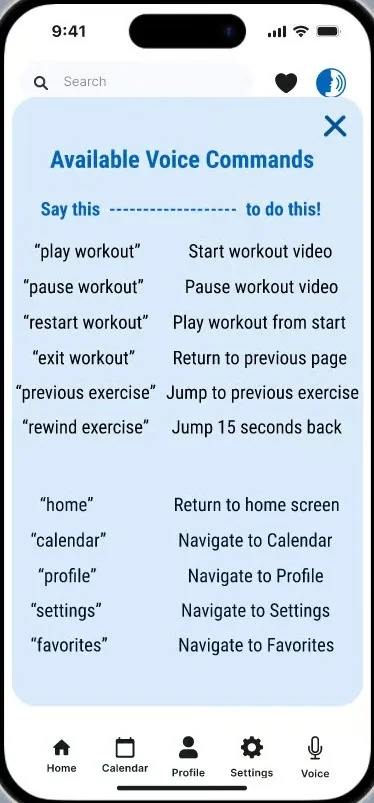 9:41
Search
Available Voice Commands
Say this ------------------- to do this!
“play workout” Start workout video
“pause workout” Pause workout video
“restart workout” Play workout from start
“exit workout” Return to previous page
“previous exercise” Jump to previous exercise
“rewind exercise” Jump 15 seconds back
“home” Return to home screen
“calendar” Navigate to Calendar
“profile” Navigate to Profile
“settings” Navigate to Settings
“favorites” Navigate to Favorites
Home Calendar Profile Settings Voice